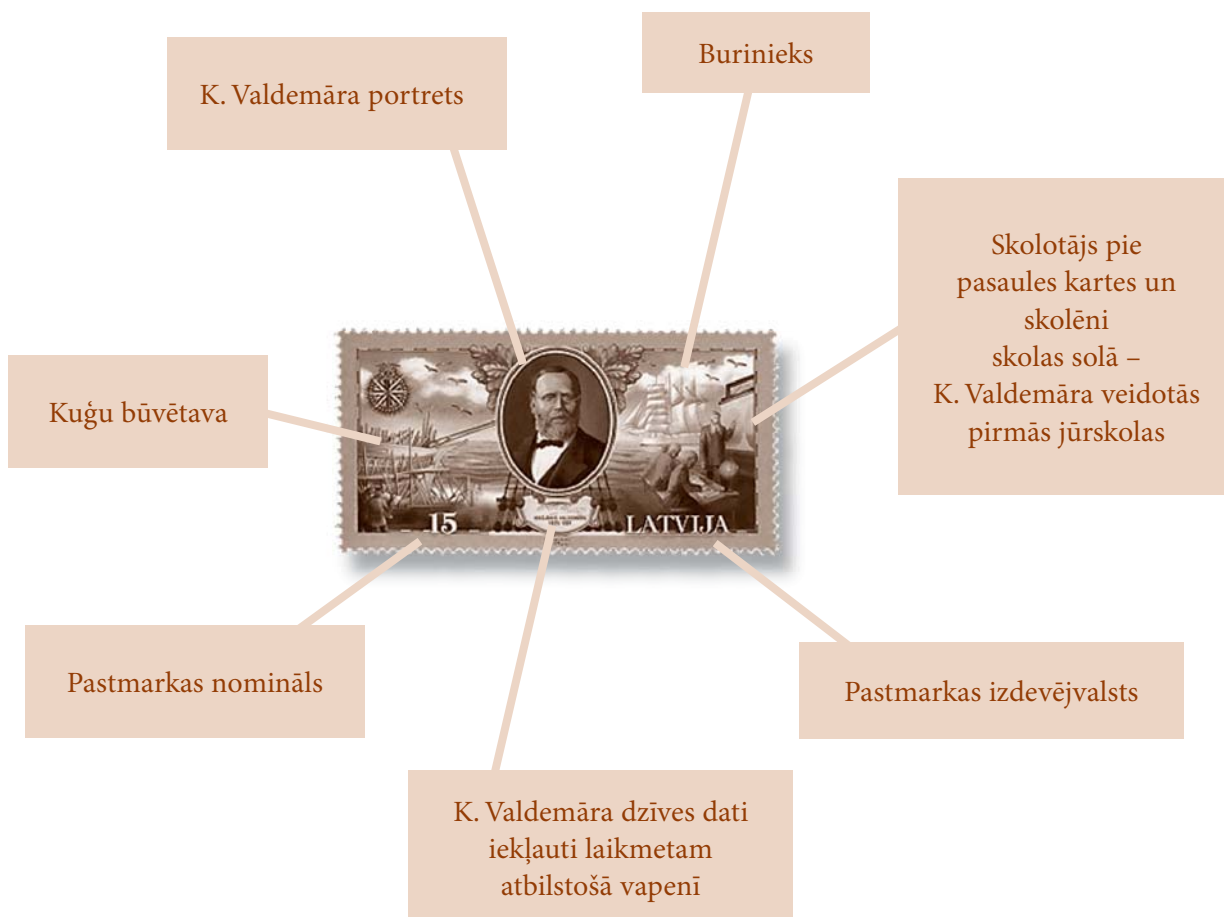 Burinieks
K. Valdemāra portrets
Skolotājs pie
pasaules kartes un
skolēni
skolas solā –
K. Valdemāra veidotās
pirmās jūrskolas
Kuģu būvētava
15
LATVIJA
Pastmarkas nomināls
Pastmarkas izdevējvalsts
K. Valdemāra dzīves dati
iekļauti laikmetam
atbilstošā vapenī